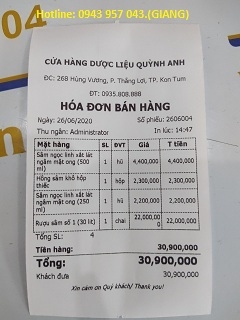 Hotline: 0943 957 043.(GIANG)
04
CỬA HÀNG DƯỢC LIỆU QUỲNH ANH
ĐC: 268 Hùng Vương, P. Thắng Lợi, TP. Kon Tum
ĐT: 0935.808.888
HÓA ĐƠN BÁN HÀNG
Ngày: 26/06/2020 Số phiếu: 2606004
Thu ngân: Administrator In lúc: 14:47
Mặt hàng SL ĐVT Giá T tiền
Sâm ngọc linh xắt lát
ngâm mật ong (500
ml) 1 hũ 4,400,000 4,400,000
Hồng sâm khô hộp
thiếc 1 hộp 2,300,000 2,300,000
Sâm ngọc linh xắt lát
ngâm mật ong (250
ml) 1 hũ 2,200,000 2,200,000
Rượu sâm số 1 (30 lít) 1 chai 22,000,00
0 22,000,00
0
Tổng SL: 4
Tiền hàng: 30,900,000
Tổng: 30,900,000
Khách đưa 30,900,000
Xin cảm ơn Quý khách/ Thank you!